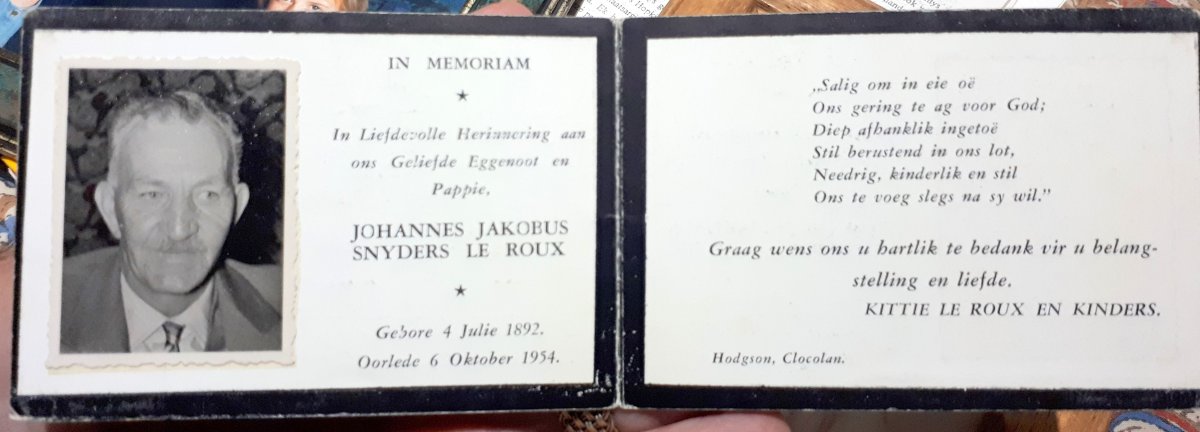 IN MEMORIAM
★
In Liefdevolle Herinnering aan
ons Geliefde Eggenoot en
Pappie,
JOHANNES JAKOBUS
SNYDERS LE ROUX
★
Gebore 4 Julie 1892.
Oorlede 6 Oktober 1954.
„Salig om in eie oë
Ons gering te ag voor God;
Diep afhanklik ingetoë
Stil berustend in ons lot,
Needrig, kinderlik en stil
Ons te voeg slegs na sy wil.”
Graag wens ons u hartlik te bedank vir u belang-
stelling en liefde.
KITTIE LE ROUX EN KINDERS.
Hodgson, Clocolan.